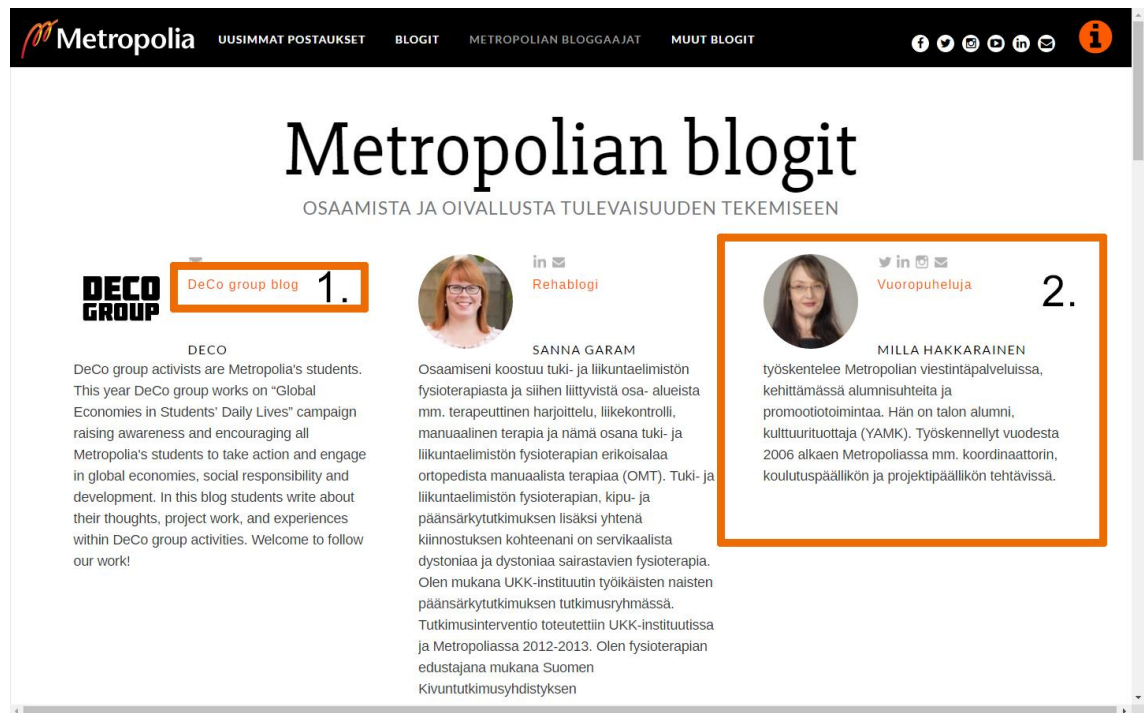 Metropolia UUSIMMAT POSTAUKSET BLOGIT METROPOLIAN BLOGGAAJAT MUUT BLOGIT
Metropolian blogit
OSAAMISTA JA OIVALLUSTA TULEVAISUUDEN TEKEMISEEN
DECO
GROUP
DeCo group blog
1.
DECO
DeCo group activists are Metropolia's students.
This year DeCo group works on “Global
Economies in Students’ Daily Lives” campaign
raising awareness and encouraging all
Metropolia's students to take action and engage
in global economies, social responsibility and
development. In this blog students write about
their thoughts, project work, and experiences
within DeCo group activities. Welcome to follow
our work!
Rehablogi
SANNA GARAM
Osaamiseni koostuu tuki- ja liikuntaelimistön
fysioterapiasta ja siihen liittyvistä osa- alueista
mm. terapeuttinen harjoittelu, liikekontrolli,
manuaalinen terapia ja nämä osana tuki- ja
liikuntaelimistön fysioterapian erikoisalaa
ortopedista manuaalista terapiaa (OMT). Tuki- ja
liikuntaelimistön fysioterapian, kipu- ja
päänsärkytutkimuksen lisäksi yhtenä
kiinnostuksen kohteenani on servikaalista
dystoniaa ja dystoniaa sairastavien fysioterapia.
Olen mukana UKK-instituutin työikäisten naisten
päänsärkytutkimuksen tutkimusryhmässä.
Tutkimusinterventio toteutettiin UKK-instituutissa
ja Metropoliassa 2012-2013. Olen fysioterapian
edustajana mukana Suomen
Kivuntutkimusyhdistyksen
Vuoropuheluja
2.
MILLA HAKKARAINEN
työskentelee Metropolian viestintäpalveluissa,
kehittämässä alumnisuhteita ja
promootiotoimintaa. Hän on talon alumni,
kulttuurituottaja (YAMK). Työskennellyt vuodesta
2006 alkaen Metropoliassa mm. koordinaattorin,
koulutuspäällikön ja projektipäällikön tehtävissä.